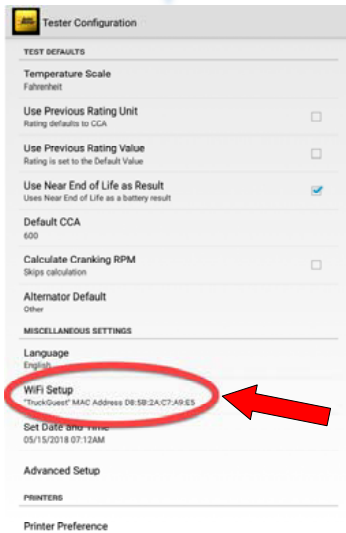 Tester Configuration
TEST DEFAULTS
Temperature Scale
Fahrenheit
Use Previous Rating Unit
Rating defaults to CCA
Use Previous Rating Value
Rating is set to the Default Value
Use Near End of Life as Result
Uses Near End of Life as a battery result
Default CCA
600
Calculate Cranking RPM
Skips calculation
Alternator Default
Other
MISCELLANEOUS SETTINGS
Language
English
WiFi Setup
"TruckGuest" MAC Address D8:5B:2A:C7:A9:E5
Set Date and Time
05/15/2018 07:12AM
Advanced Setup
PRINTERS
Printer Preference